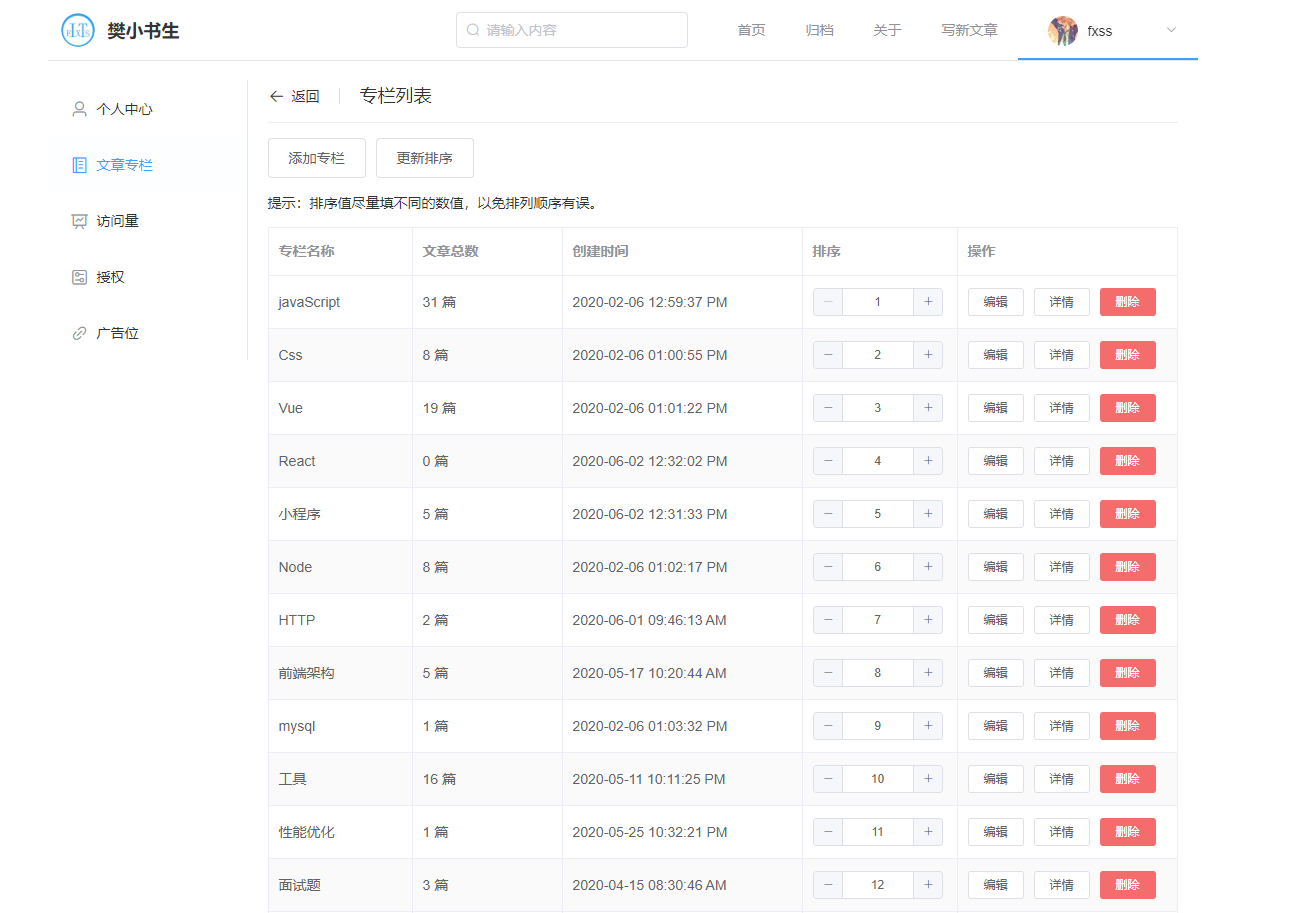 樊小书生
请输入内容
首页 归档 关于 写新文章
fxss
个人中心
文章专栏
访问量
授权
广告位
返回 专栏列表
添加专栏 更新排序
提示：排序值尽量填不同的数值，以免排列顺序有误。
专栏名称 文章总数 创建时间 排序 操作
javaScript 31 篇 2020-02-06 12:59:37 PM 1 编辑 详情 删除
Css 8 篇 2020-02-06 01:00:55 PM 2 编辑 详情 删除
Vue 19 篇 2020-02-06 01:01:22 PM 3 编辑 详情 删除
React 0 篇 2020-06-02 12:32:02 PM 4 编辑 详情 删除
小程序 5 篇 2020-06-02 12:31:33 PM 5 编辑 详情 删除
Node 8 篇 2020-02-06 01:02:17 PM 6 编辑 详情 删除
HTTP 2 篇 2020-06-01 09:46:13 AM 7 编辑 详情 删除
前端架构 5 篇 2020-05-17 10:20:44 AM 8 编辑 详情 删除
mysql 1 篇 2020-02-06 01:03:32 PM 9 编辑 详情 删除
工具 16 篇 2020-05-11 10:11:25 PM 10 编辑 详情 删除
性能优化 1 篇 2020-05-25 10:32:21 PM 11 编辑 详情 删除
面试题 3 篇 2020-04-15 08:30:46 AM 12 编辑 详情 删除